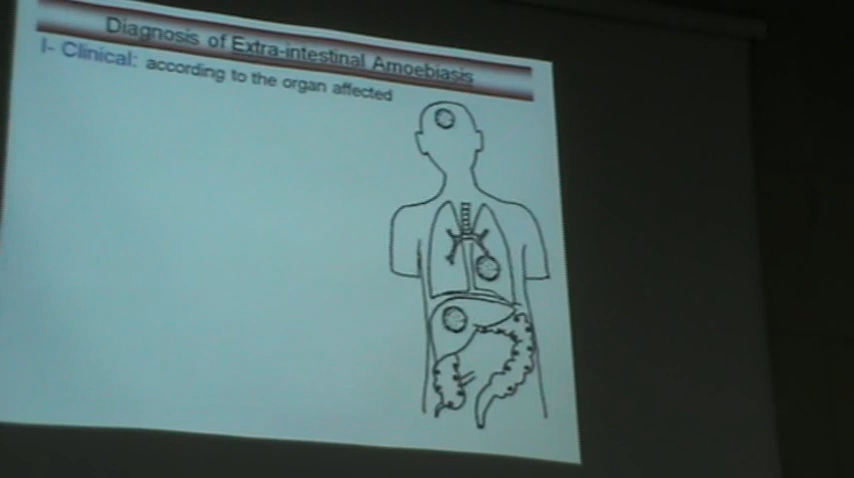 Diagnosis of Extra-intestinal Amoebiasis
I- Clinical: according to the organ affected